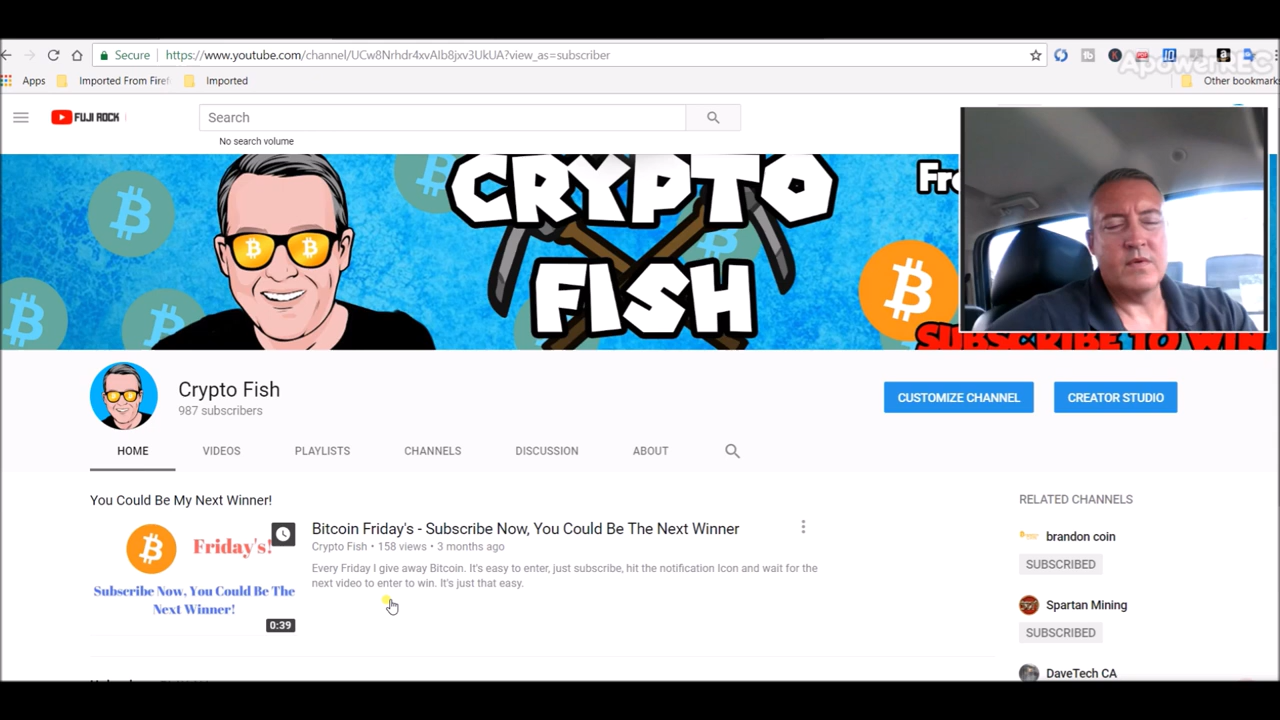 Secure
https://www.youtube.com/channel/UCw8Nrhdr4xvAIb8jxv3UkUA?view_as=subscriber
ApowerREC
Apps
Imported From Firef
Imported
Other bookmarks
FUJI ROCK
Search
No search volume
CRYPTO
FISH
Fre
SUBSCRIBE TO WIN
Crypto Fish
987 subscribers
CUSTOMIZE CHANNEL
CREATOR STUDIO
HOME
VIDEOS
PLAYLISTS
CHANNELS
DISCUSSION
ABOUT
You Could Be My Next Winner!
Friday's!
Subscribe Now, You Could Be The
Next Winner!
0:39
Bitcoin Friday's - Subscribe Now, You Could Be The Next Winner
Crypto Fish • 158 views • 3 months ago
Every Friday I give away Bitcoin. It's easy to enter, just subscribe, hit the notification Icon and wait for the
next video to enter to win. It's just that easy.
RELATED CHANNELS
brandon coin
SUBSCRIBED
Spartan Mining
SUBSCRIBED
DaveTech CA